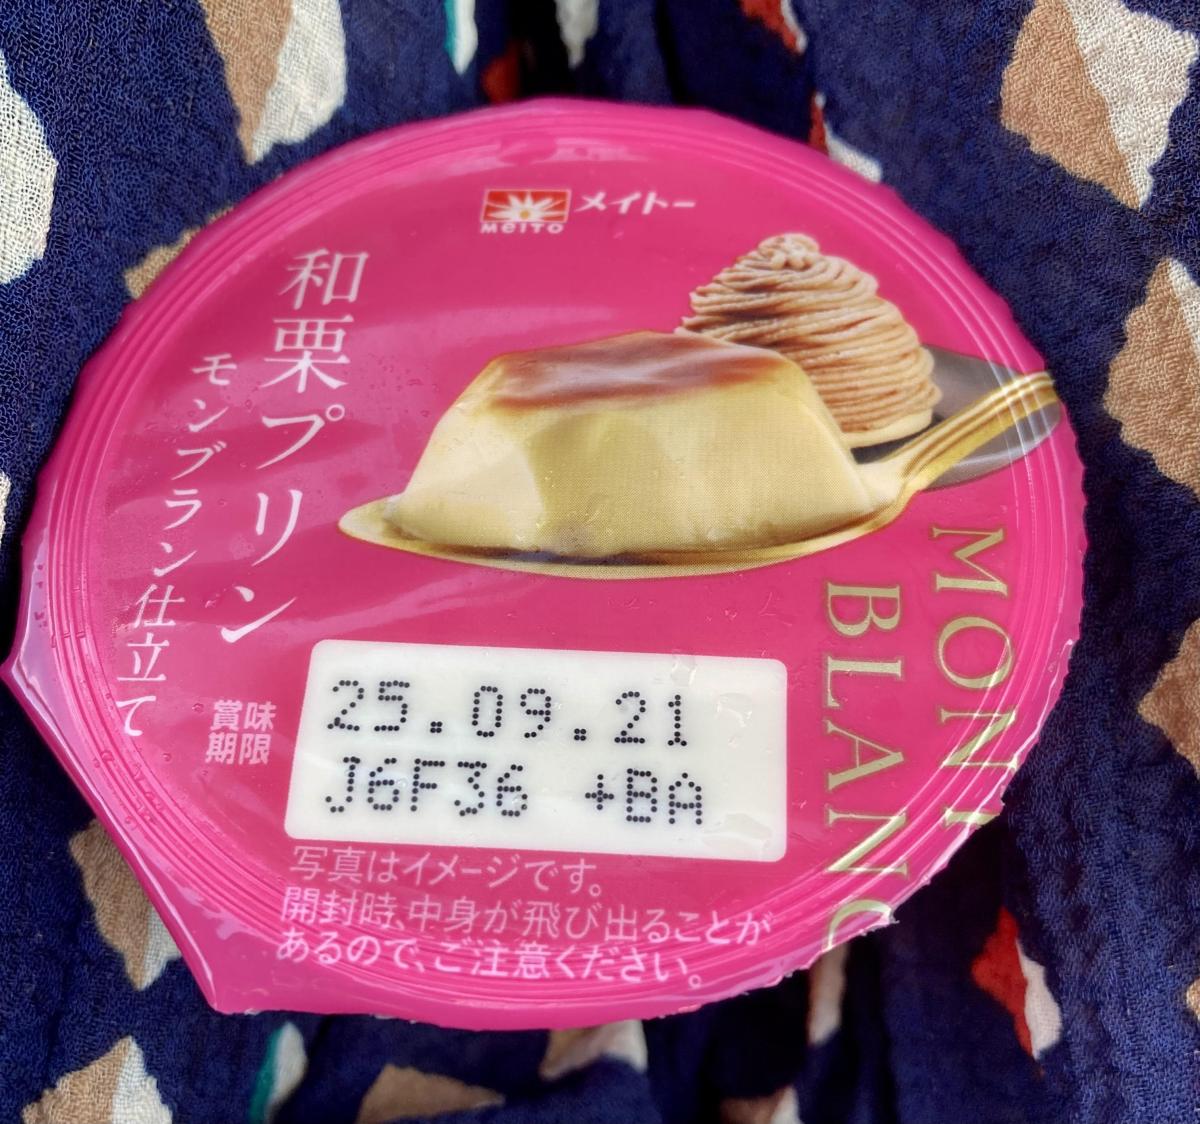 MeiTO メイトー
和栗プリン
モンブラン仕立て
MONT
BLANC
賞味
期限
25.09.21
J6F36 +BA
写真はイメージです。
開封時、中身が飛び出ることが
あるので、ご注意ください。